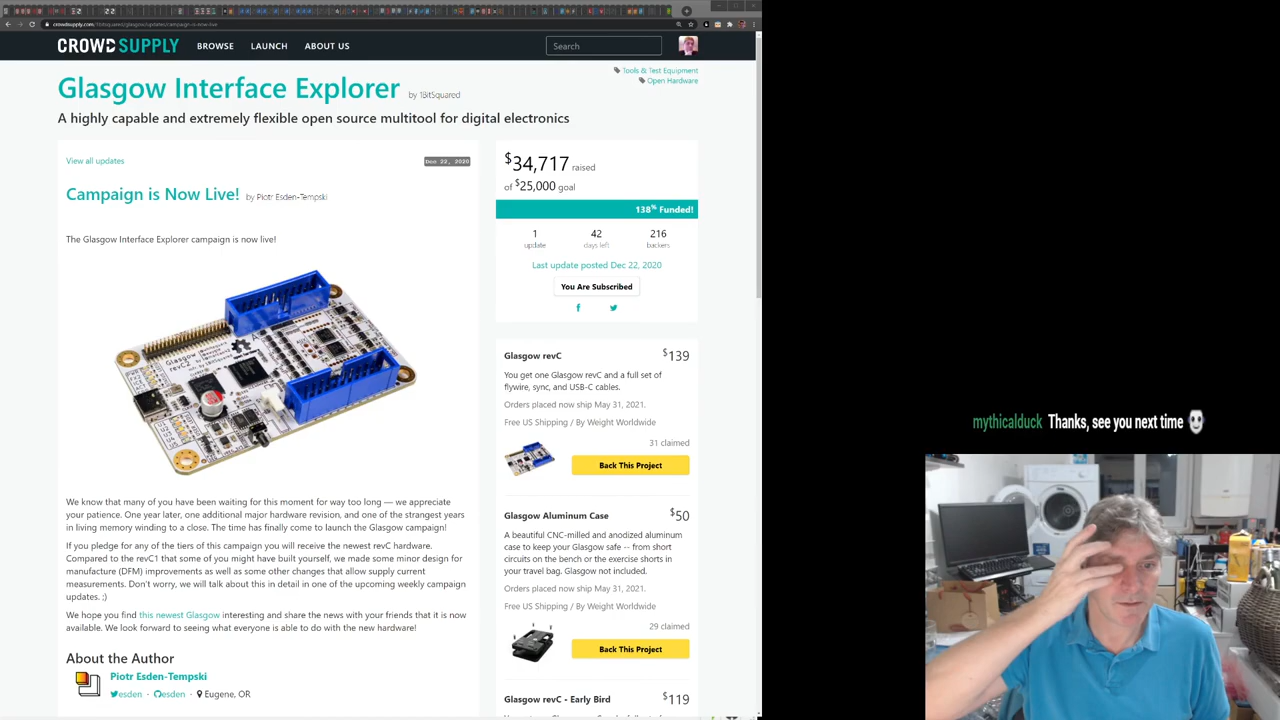 crowdsupply.com/1bitsquared/glasgow/updates/campaign-is-now-live
CROWD SUPPLY BROWSE LAUNCH ABOUT US Search
Tools & Test Equipment
Open Hardware
Glasgow Interface Explorer by 1BitSquared
A highly capable and extremely flexible open source multitool for digital electronics
View all updates Dec 22, 2020
Campaign is Now Live! by Piotr Esden-Tempski
The Glasgow Interface Explorer campaign is now live!
Glasgow
revC2
We know that many of you have been waiting for this moment for way too long — we appreciate
your patience. One year later, one additional major hardware revision, and one of the strangest years
in living memory winding to a close. The time has finally come to launch the Glasgow campaign!
If you pledge for any of the tiers of this campaign you will receive the newest revC hardware.
Compared to the revC1 that some of you might have built yourself, we made some minor design for
manufacture (DFM) improvements as well as some other changes that allow supply current
measurements. Don't worry, we will talk about this in detail in one of the upcoming weekly campaign
updates. :)
We hope you find this newest Glasgow interesting and share the news with your friends that it is now
available. We look forward to seeing what everyone is able to do with the new hardware!
About the Author
Piotr Esden-Tempski
esden · esden · Eugene, OR
$34,717 raised
of $25,000 goal
138% Funded!
1 42 216
update days left backers
Last update posted Dec 22, 2020
You Are Subscribed
Glasgow revC $139
You get one Glasgow revC and a full set of
flywire, sync, and USB-C cables.
Orders placed now ship May 31, 2021.
Free US Shipping / By Weight Worldwide
31 claimed
Back This Project
Glasgow Aluminum Case $50
A beautiful CNC-milled and anodized aluminum
case to keep your Glasgow safe -- from short
circuits on the bench or the exercise shorts in
your travel bag. Glasgow not included.
Orders placed now ship May 31, 2021.
Free US Shipping / By Weight Worldwide
29 claimed
Back This Project
Glasgow revC - Early Bird $119
mythicalduck Thanks, see you next time